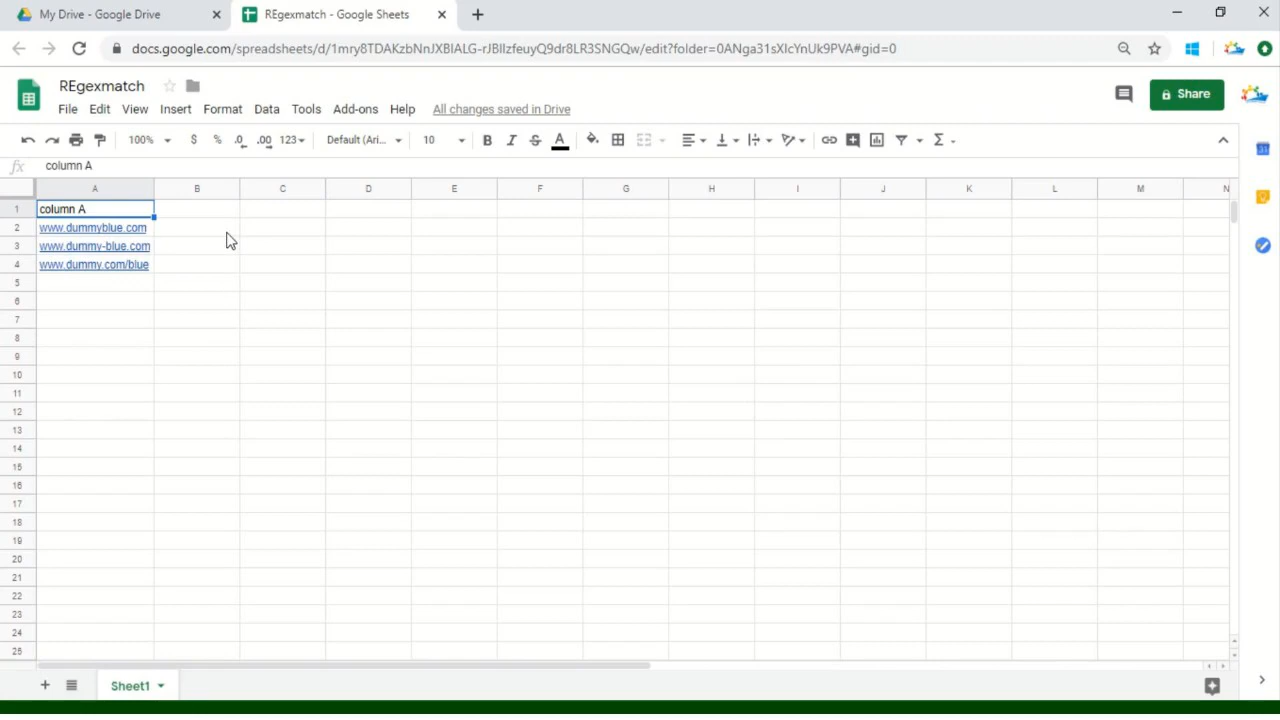 My Drive - Google Drive
REgexmatch - Google Sheets
docs.google.com/spreadsheets/d/1mry8TDAKzbNnJXBIALG-rJBIIzfeuyQ9dr8LR3SNGQw/edit?folder=0ANga31sXIcYnUk9PVA#gid=0
REgexmatch
File Edit View Insert Format Data Tools Add-ons Help All changes saved in Drive
Share
100% $ % .0 .00 123 Default (Ari... 10 B I S A Σ
fx column A
A B C D E F G H I J K L M N
1 column A
2 www.dummyblue.com
3 www.dummy-blue.com
4 www.dummy.com/blue
5
6
7
8
9
10
11
12
13
14
15
16
17
18
19
20
21
22
23
24
25
Sheet1